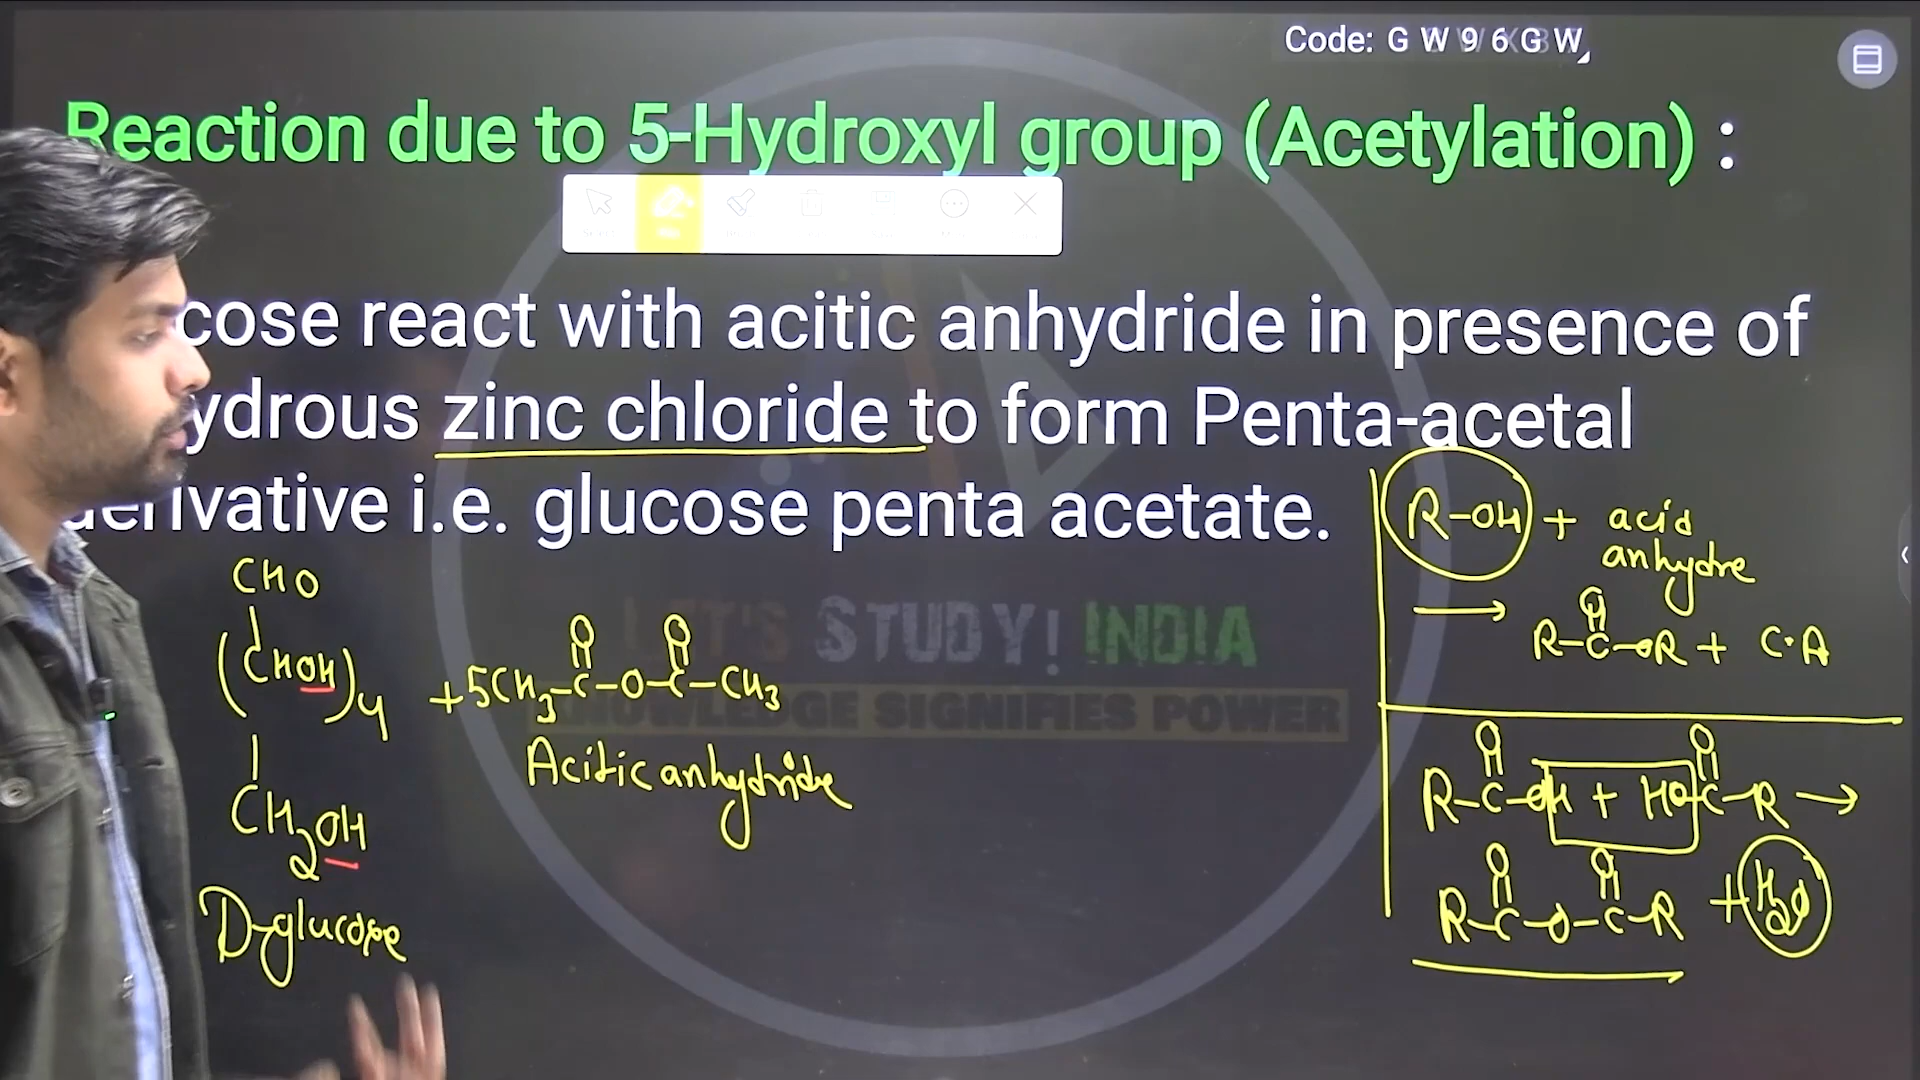 Code: G W 9 6 G W
Reaction due to 5-Hydroxyl group (Acetylation) :
cose react with acitic anhydride in presence of
ydrous zinc chloride to form Penta-acetal
derivative i.e. glucose penta acetate.
LET'S STUDY! INDIA
KNOWLEDGE SIGNIFIES POWER
CHO
(CHOH)4
CH2OH
D-glucose
+ 5CH3-C-O-C-CH3
O O
Acitic anhydride
R-OH + acid
anhydre
O
R-C-OR + C.A
O O
R-C-OH + HO-C-R →
O O
R-C-O-C-R + H2O